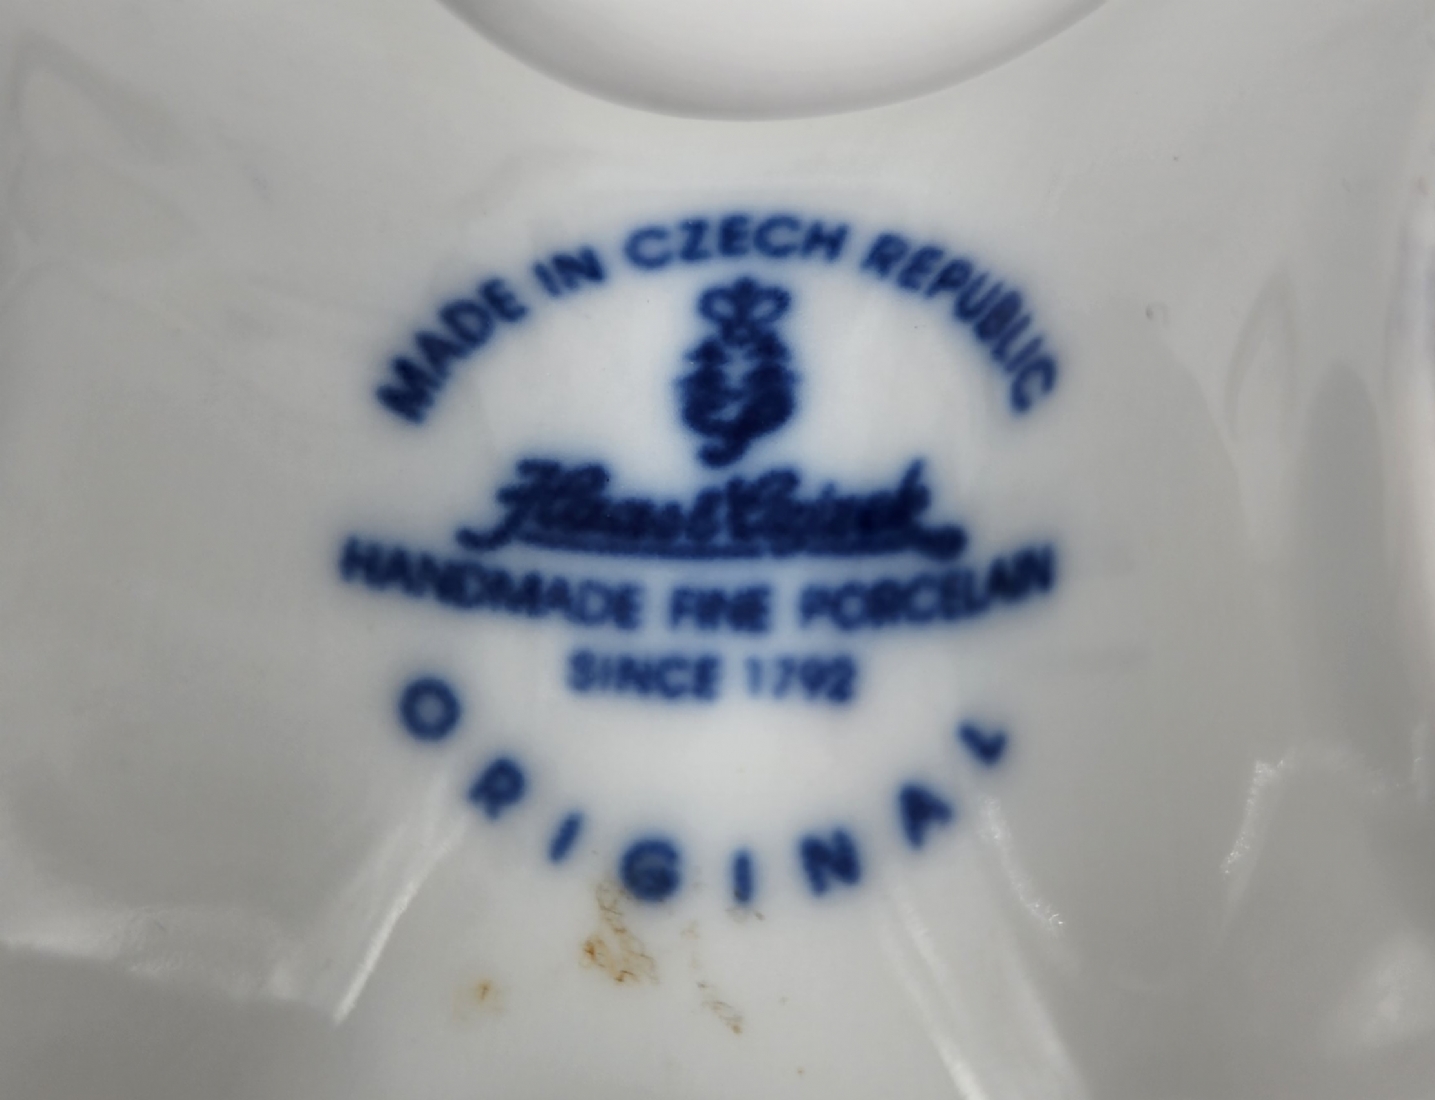 MADE IN CZECH REPUBLIC
HANDMADE FINE PORCELAIN
SINCE 1792
ORIGINAL